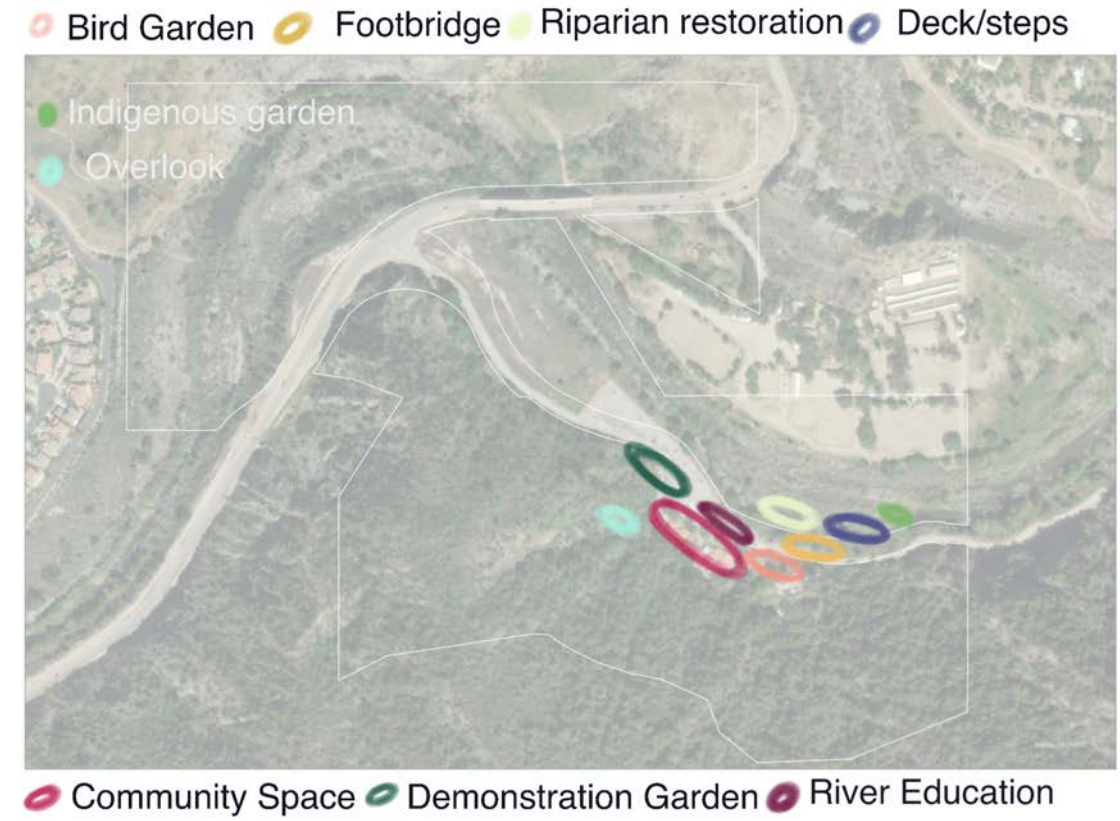 Bird Garden Footbridge Riparian restoration Deck/steps
Indigenous garden
Overlook
Community Space Demonstration Garden River Education